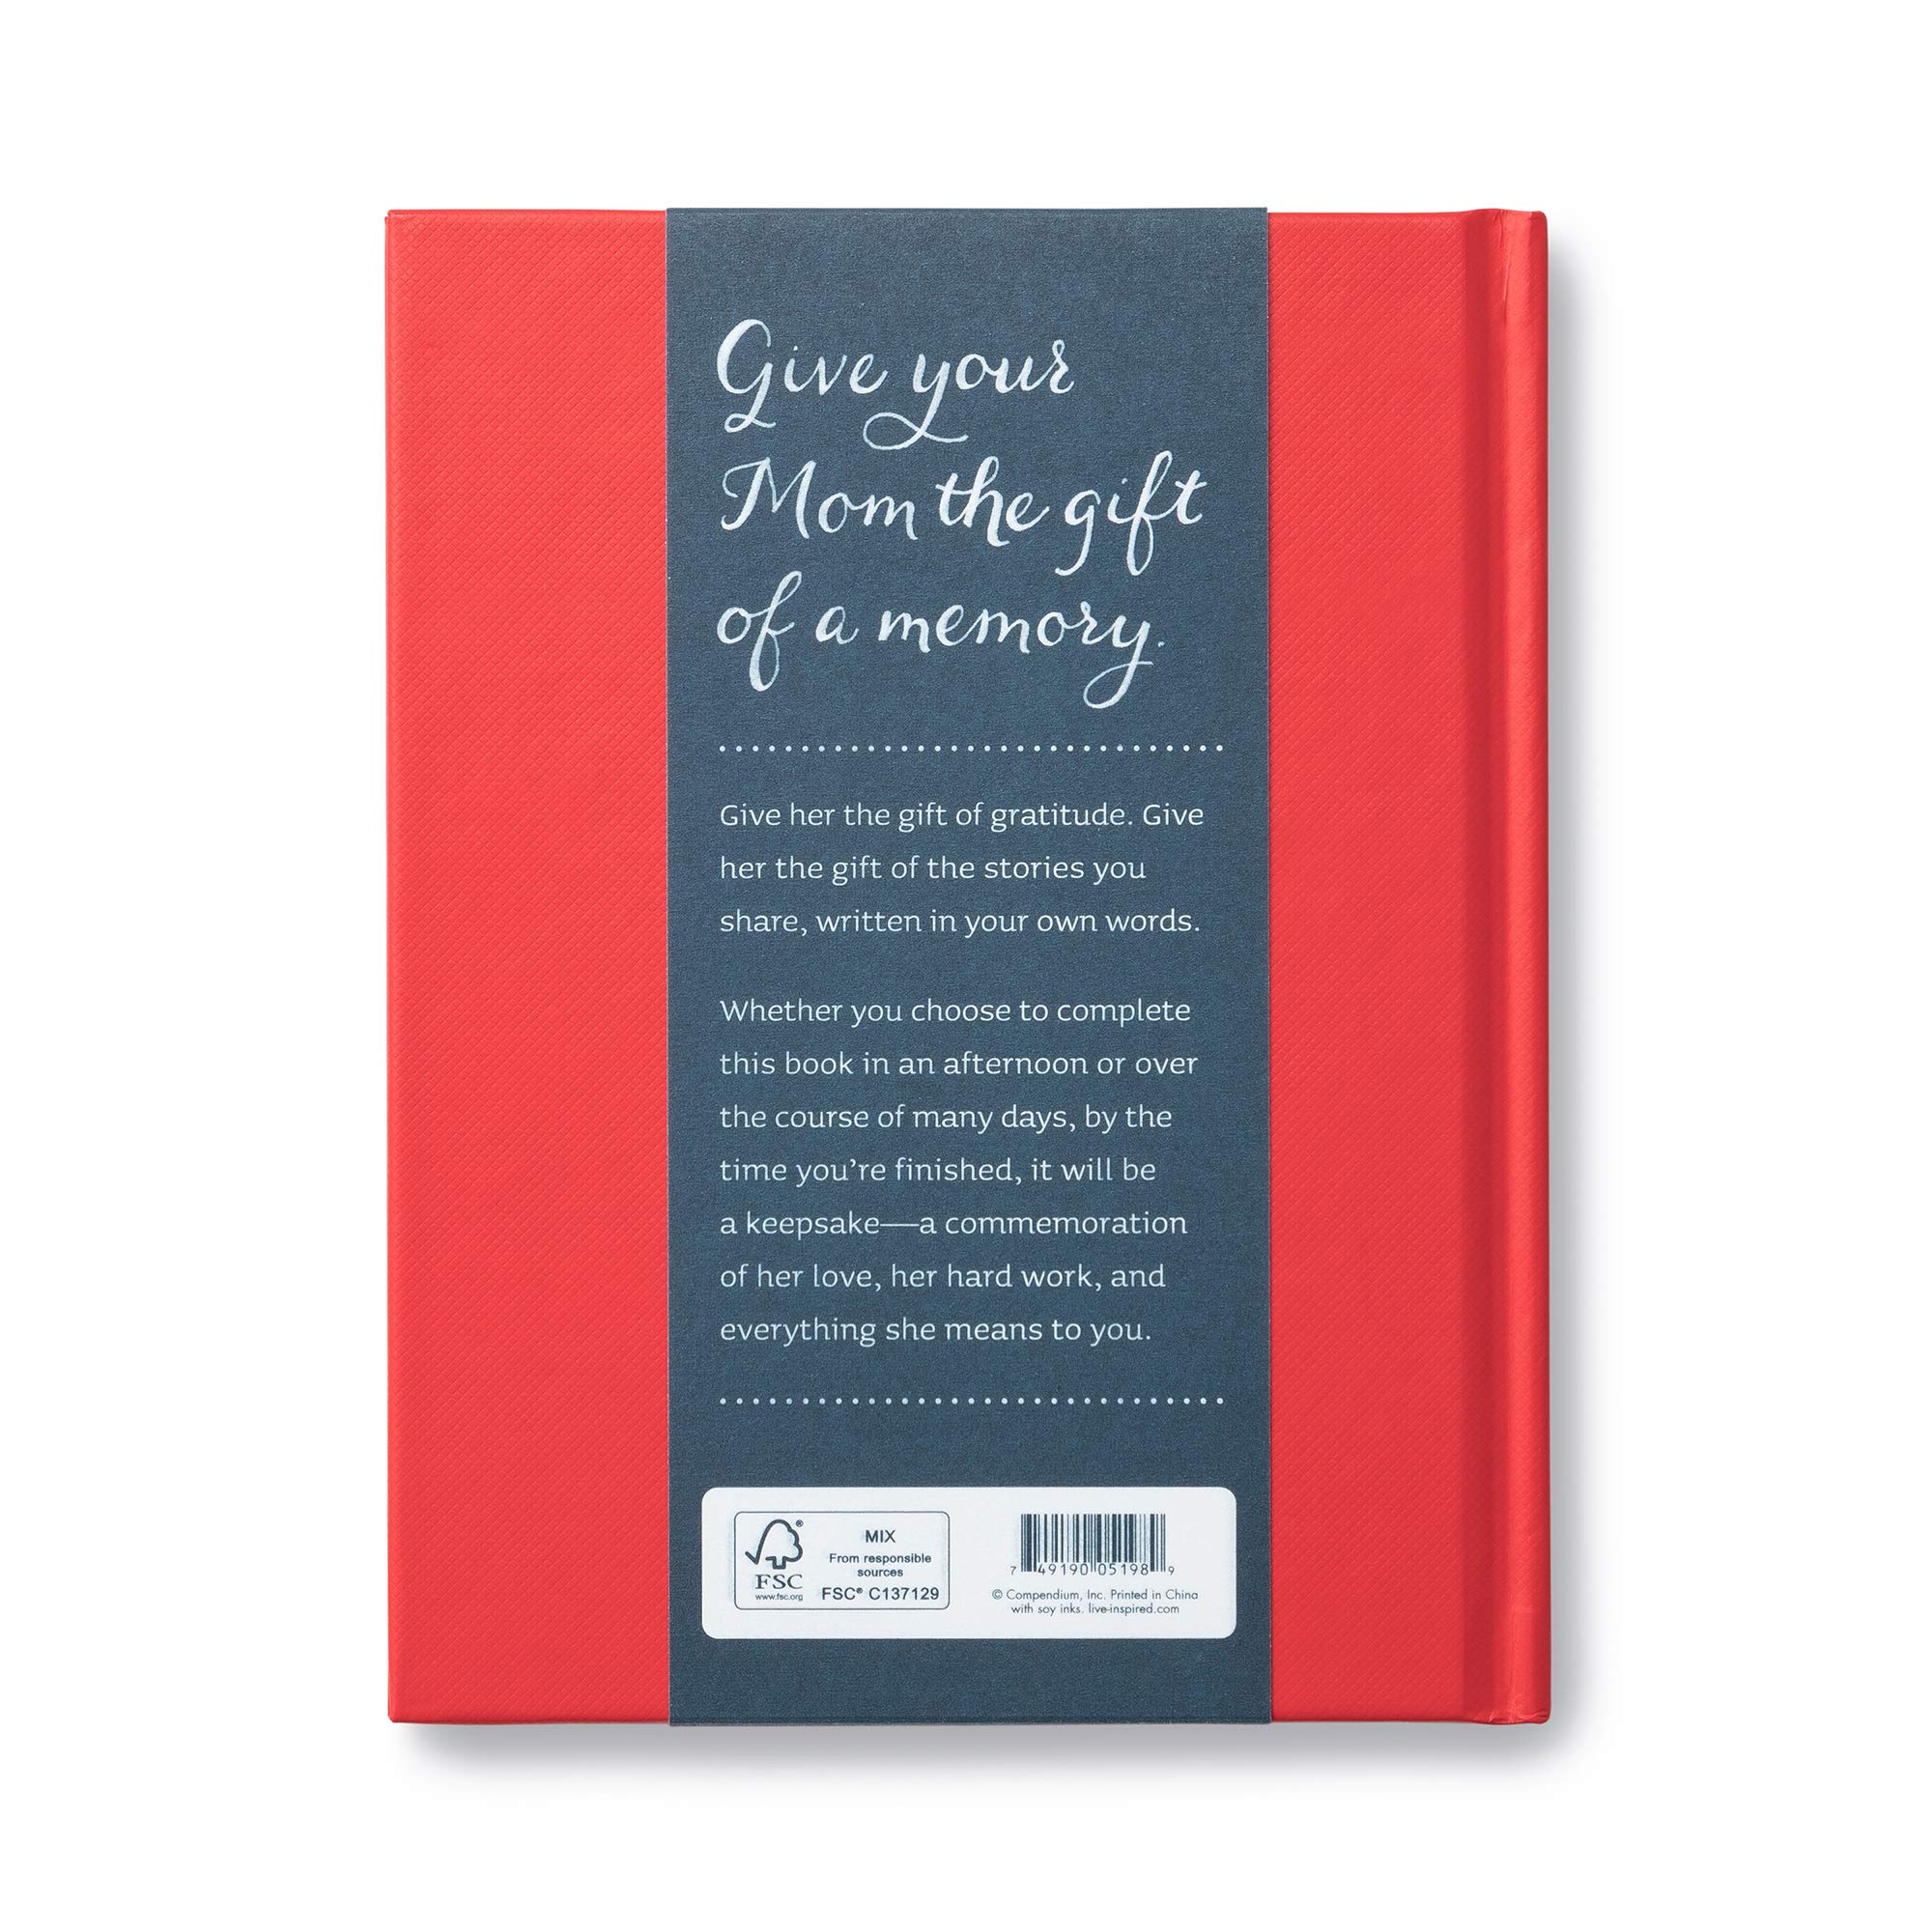 Give your
Mom the gift
of a memory.
Give her the gift of gratitude. Give
her the gift of the stories you
share, written in your own words.
Whether you choose to complete
this book in an afternoon or over
the course of many days, by the
time you’re finished, it will be
a keepsake—a commemoration
of her love, her hard work, and
everything she means to you.
®
FSC
www.fsc.org
MIX
From responsible
sources
FSC® C137129
7 49190 05198 9
© Compendium, Inc. Printed in China
with soy inks. live-inspired.com